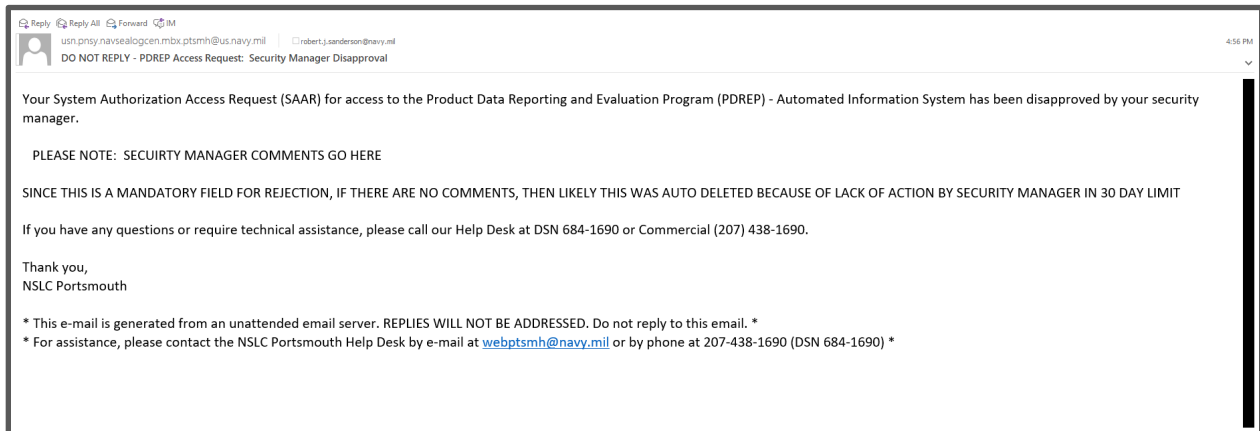 Reply Reply All Forward IM
usn.pnsy.navsealogcen.mbx.ptsmh@us.navy.mil robert.j.sanderson@navy.mil 4:56 PM
DO NOT REPLY - PDREP Access Request: Security Manager Disapproval
Your System Authorization Access Request (SAAR) for access to the Product Data Reporting and Evaluation Program (PDREP) - Automated Information System has been disapproved by your security
manager.
PLEASE NOTE: SECUIRTY MANAGER COMMENTS GO HERE
SINCE THIS IS A MANDATORY FIELD FOR REJECTION, IF THERE ARE NO COMMENTS, THEN LIKELY THIS WAS AUTO DELETED BECAUSE OF LACK OF ACTION BY SECURITY MANAGER IN 30 DAY LIMIT
If you have any questions or require technical assistance, please call our Help Desk at DSN 684-1690 or Commercial (207) 438-1690.
Thank you,
NSLC Portsmouth
* This e-mail is generated from an unattended email server. REPLIES WILL NOT BE ADDRESSED. Do not reply to this email. *
* For assistance, please contact the NSLC Portsmouth Help Desk by e-mail at webptsmh@navy.mil or by phone at 207-438-1690 (DSN 684-1690) *